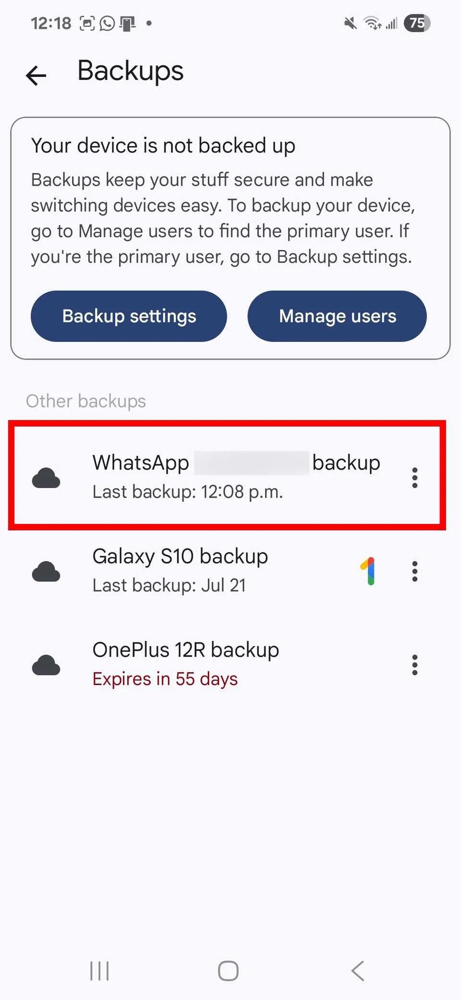 12:18
75
Backups
Your device is not backed up
Backups keep your stuff secure and make
switching devices easy. To backup your device,
go to Manage users to find the primary user. If
you're the primary user, go to Backup settings.
Backup settings Manage users
Other backups
WhatsApp backup
Last backup: 12:08 p.m.
Galaxy S10 backup
Last backup: Jul 21
OnePlus 12R backup
Expires in 55 days